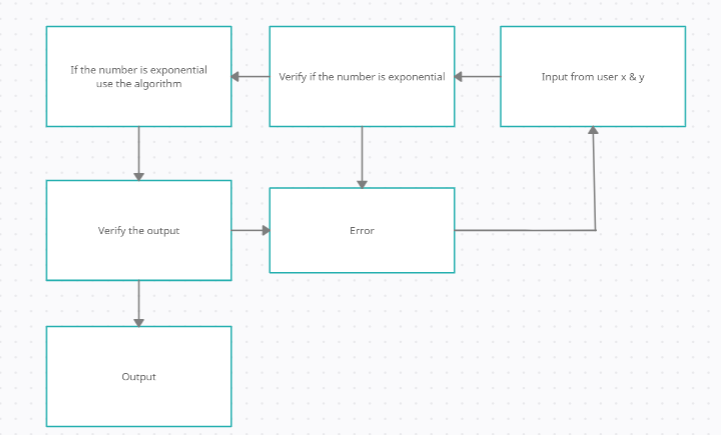 If the number is exponential
use the algorithm
Verify if the number is exponential
Input from user x & y
Verify the output
Error
Output